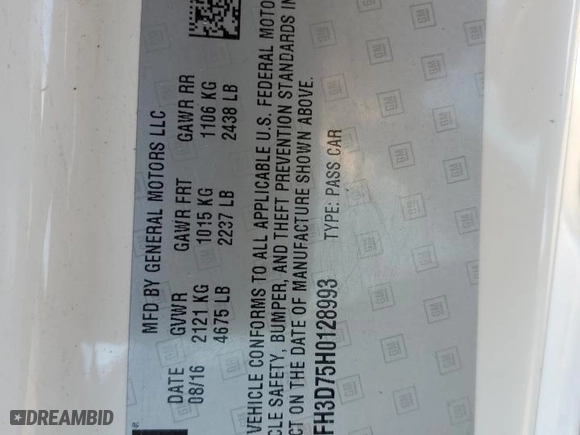 MFD BY GENERAL MOTORS LLC
DATE GVWR GAWR FRT GAWR RR
08/16 2121 KG 1015 KG 1106 KG
4675 LB 2237 LB 2438 LB
VEHICLE CONFORMS TO ALL APPLICABLE U.S. FEDERAL MOTO
CLE SAFETY, BUMPER, AND THEFT PREVENTION STANDARDS IN
CT ON THE DATE OF MANUFACTURE SHOWN ABOVE.
FH3D75H0128993 TYPE: PASS CAR
GM
DREAMBID